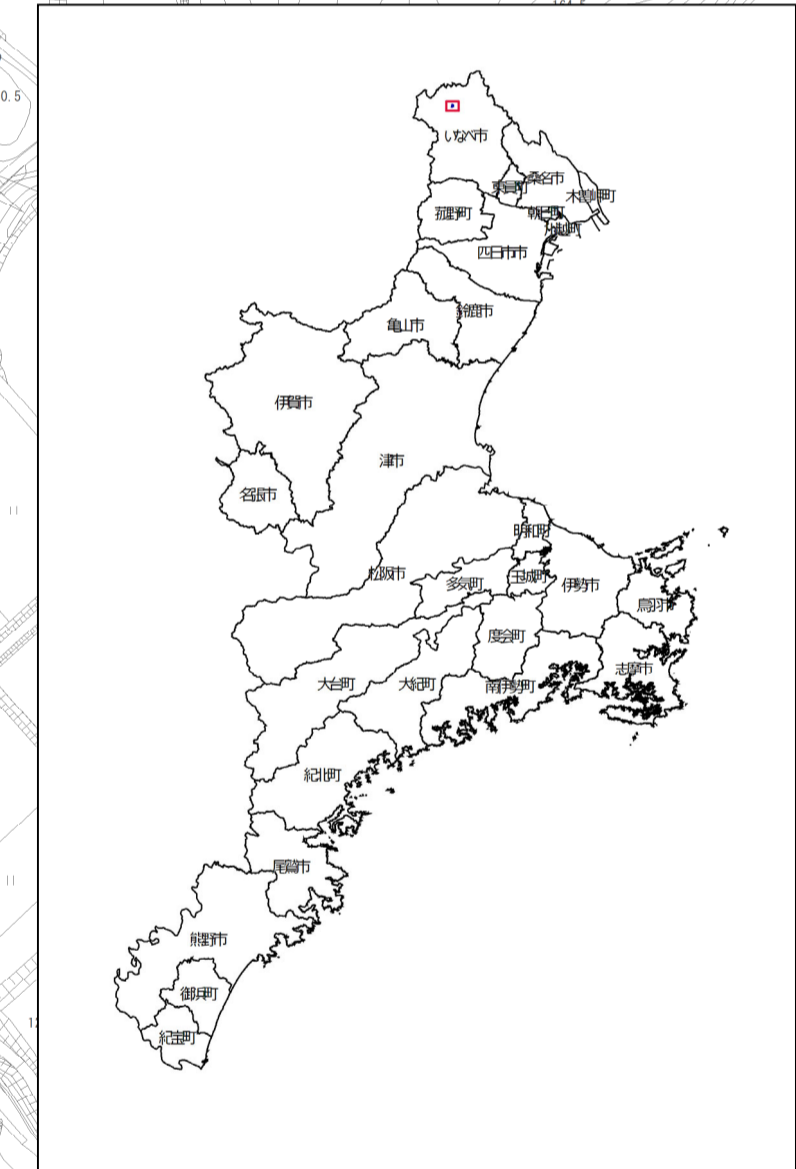 いなべ市
桑名市
東員町
木曽岬町
菰野町
朝日町
川越町
四日市市
鈴鹿市
亀山市
伊賀市
津市
名張市
明和町
松阪市
多気町
玉城町
伊勢市
鳥羽市
度会町
志摩市
大台町
大紀町
南伊勢町
紀北町
尾鷲市
熊野市
御浜町
紀宝町
0.5